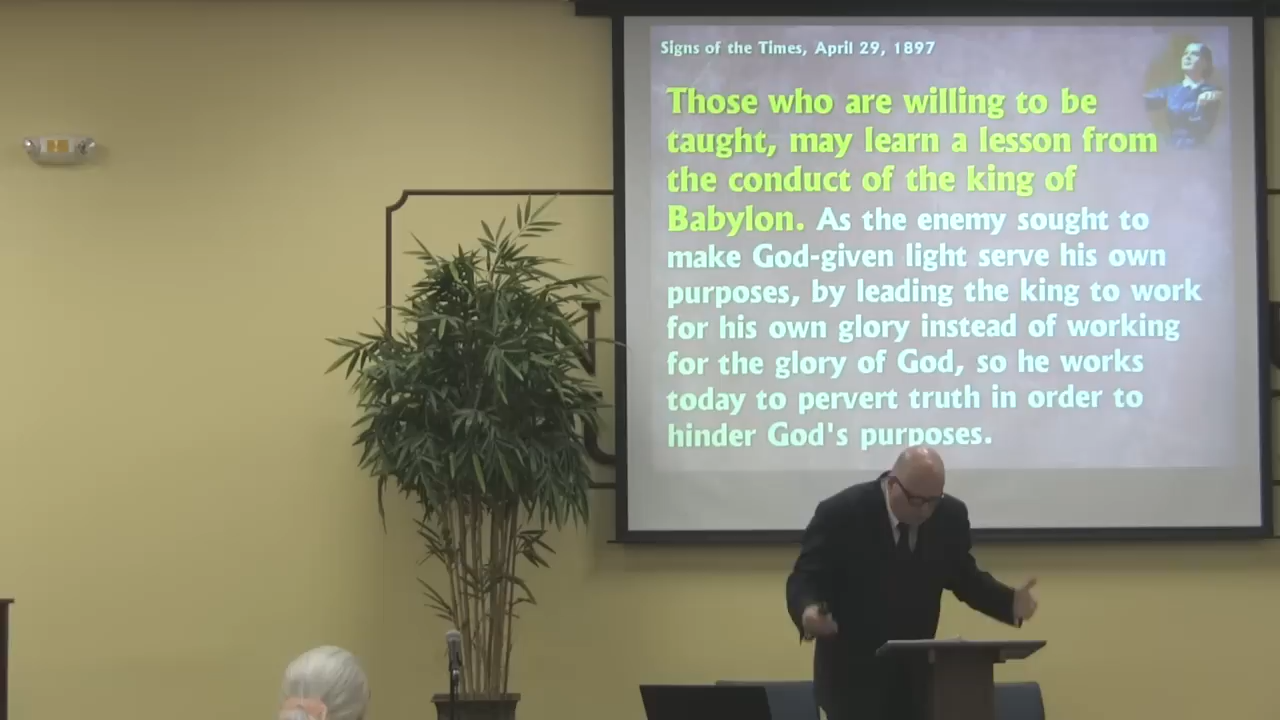 Signs of the Times, April 29, 1897
Those who are willing to be
taught, may learn a lesson from
the conduct of the king of
Babylon. As the enemy sought to
make God-given light serve his own
purposes, by leading the king to work
for his own glory instead of working
for the glory of God, so he works
today to pervert truth in order to
hinder God's purposes.